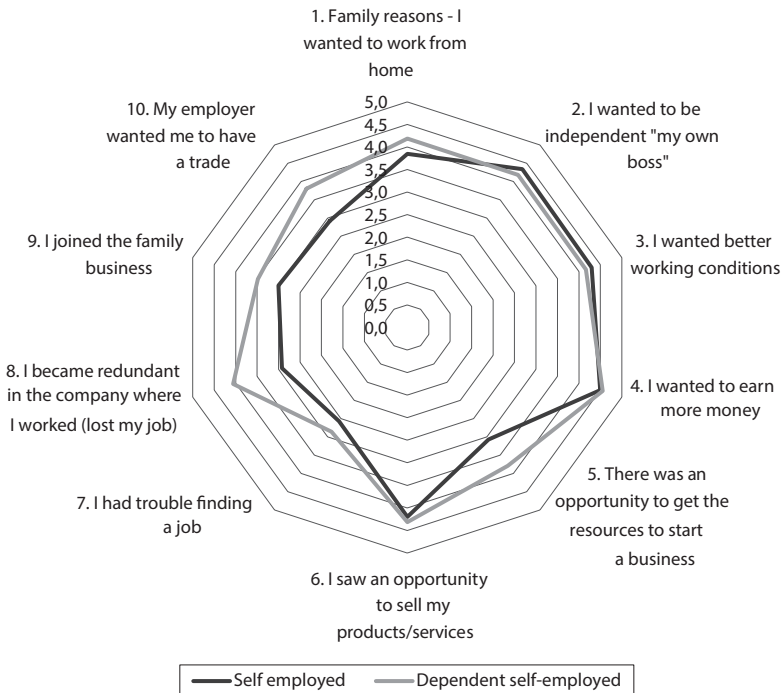 1. Family reasons - I
wanted to work from
home
2. I wanted to be
independent "my own
boss"
3. I wanted better
working conditions
4. I wanted to earn
more money
5. There was an
opportunity to get the
resources to start
a business
6. I saw an opportunity
to sell my
products/services
7. I had trouble finding
a job
8. I became redundant
in the company where
I worked (lost my job)
9. I joined the family
business
10. My employer
wanted me to have
a trade
5,0
4,5
4,0
3,5
3,0
2,5
2,0
1,5
1,0
0,5
0,0
Self employed
Dependent self-employed